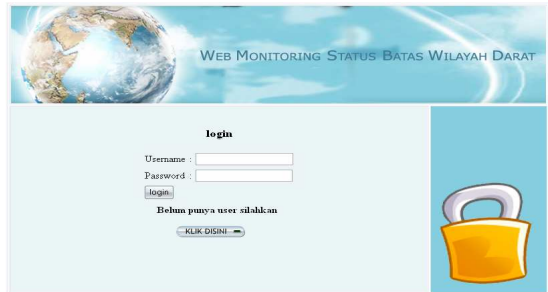 WEB MONITORING STATUS BATAS WILAYAH DARAT
login
Username :
Password :
login
Belum punya user silahkan
KLIK DISINI